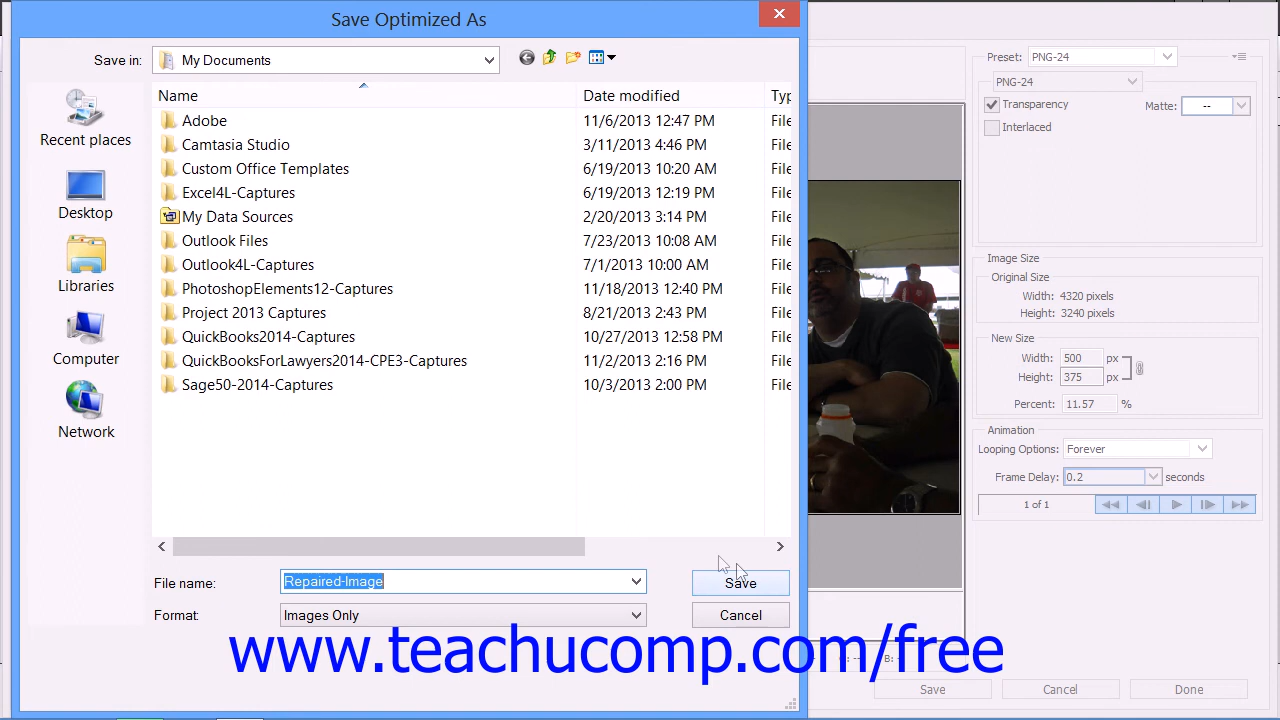 Save Optimized As
Save in: My Documents
Recent places
Desktop
Libraries
Computer
Network
Name Date modified Typ
Adobe 11/6/2013 12:47 PM File
Camtasia Studio 3/11/2013 4:46 PM File
Custom Office Templates 6/19/2013 10:20 AM File
Excel4L-Captures 6/19/2013 12:19 PM File
My Data Sources 2/20/2013 3:14 PM File
Outlook Files 7/23/2013 10:08 AM File
Outlook4L-Captures 7/1/2013 10:00 AM File
PhotoshopElements12-Captures 11/18/2013 12:40 PM File
Project 2013 Captures 8/21/2013 2:43 PM File
QuickBooks2014-Captures 10/27/2013 12:58 PM File
QuickBooksForLawyers2014-CPE3-Captures 11/2/2013 2:16 PM File
Sage50-2014-Captures 10/3/2013 2:00 PM File
File name: Repaired-Image Save
Format: Images Only Cancel
Preset: PNG-24
PNG-24
Transparency Matte: --
Interlaced
Image Size
Original Size
Width: 4320 pixels
Height: 3240 pixels
New Size
Width: 500 px
Height: 375 px
Percent: 11.57 %
Animation
Looping Options: Forever
Frame Delay: 0.2 seconds
1 of 1
B: --
Save Cancel Done
www.teachucomp.com/free